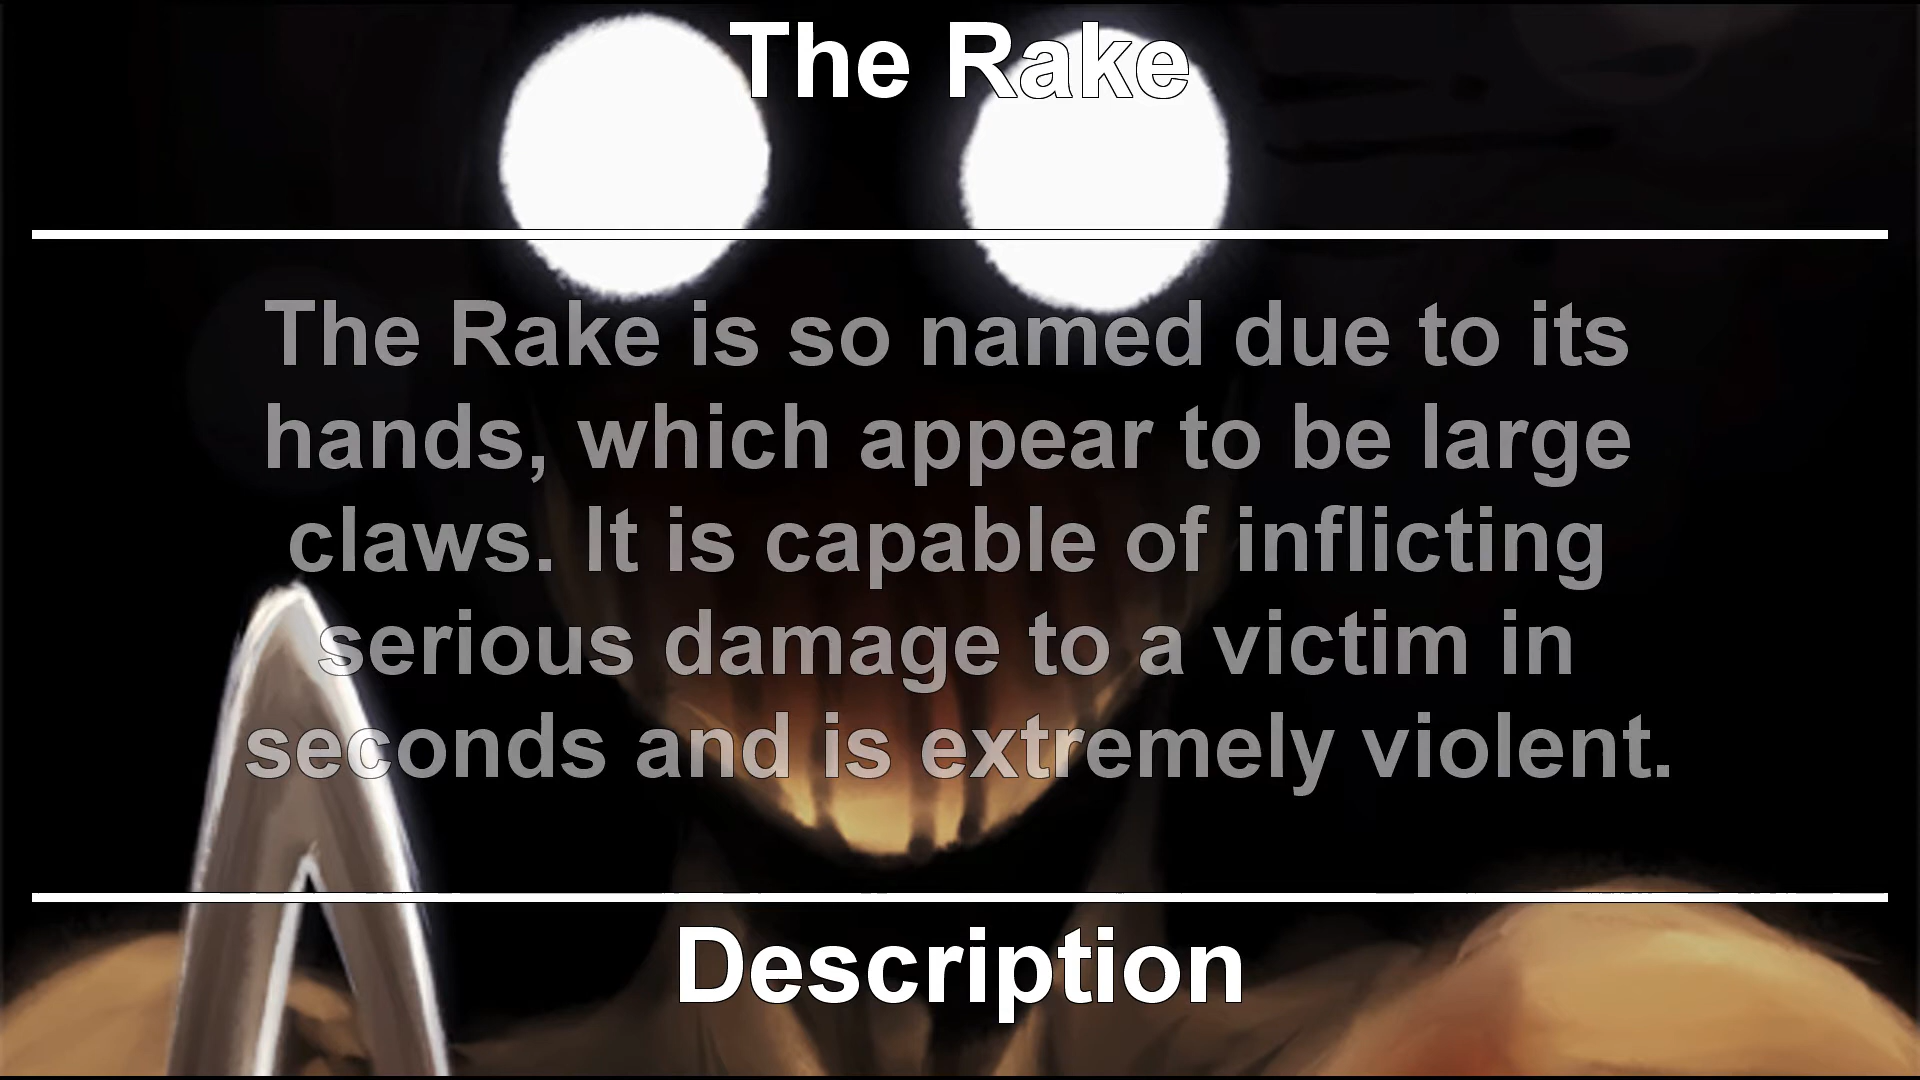 The Rake
The Rake is so named due to its
hands, which appear to be large
claws. It is capable of inflicting
serious damage to a victim in
seconds and is extremely violent.
Description